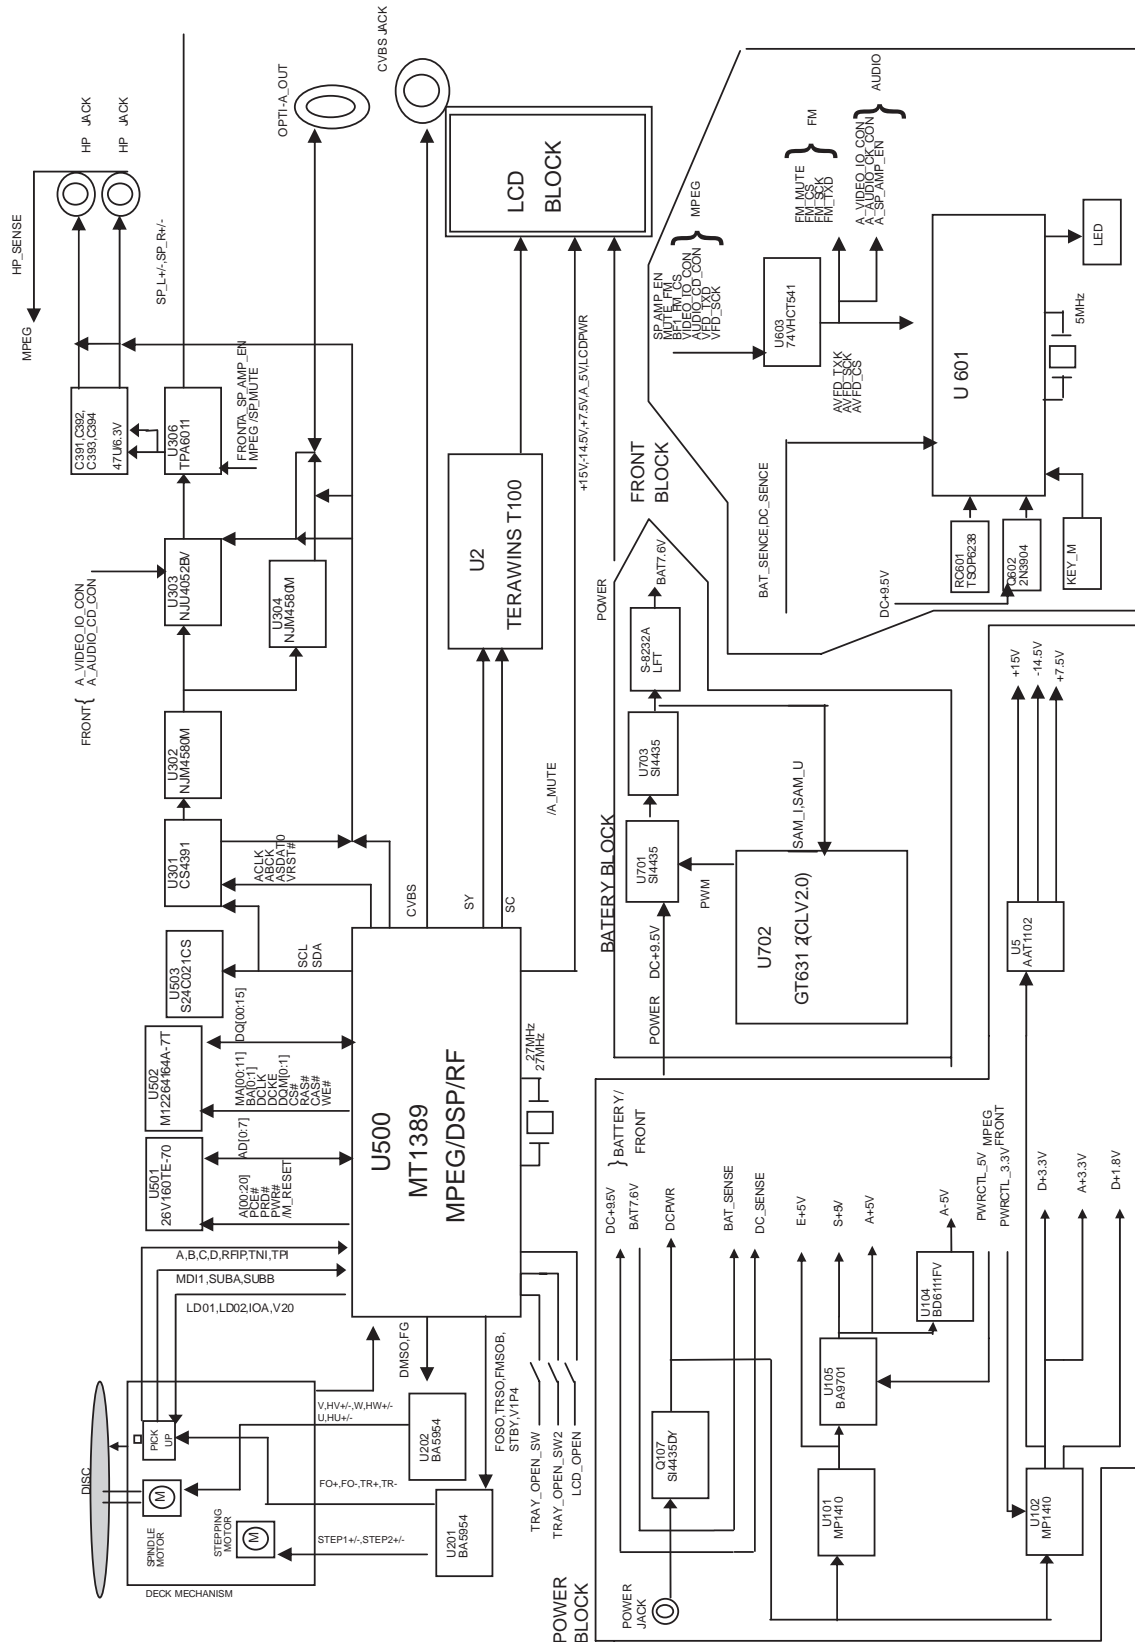 DISC
SPINDLE
MOTOR
STEPPING
MOTOR
M
M
PICK
UP
DECK MECHANISM
A,B,C,D,RFIP,TNI,TPI
MDI1,SUBA,SUBB
LD01,LD02,IOA,V20
V,HV+/-,W,HW+/-
U,HU+/-
FO+,FO-,TR+,TR-
STEP1+/-,STEP2+/-
U202
BA5954
U201
BA5954
DMSO,FG
FOSO,TRSO,FMSOB,
STBY,V1P4
TRAY_OPEN_SW
TRAY_OPEN_SW2
LCD_OPEN
U501
26V160TE-70
A[00:20]
PCE#
PRD#
PWR#
/M_RESET
AD[0:7]
U502
M12264164A-7T
MA[00:11]
BA[0:1]
DCLK
DCKE
DQM[0:1]
CS#
RAS#
CAS#
WE#
DQ[00:15]
U503
S24C021CS
SCL
SDA
U500
MT1389
MPEG/DSP/RF
27MHz
27MHz
U301
CS4391
ACLK
ABCK
ASDAT0
VRST#
CVBS
SY
SC
/A_MUTE
U302
NJM4580M
FRONT {
A_VIDEO_IO_CON
A_AUDIO_CD_CON
U303
NJU4052BV
U304
NJM4580M
U306
TPA6011
FRONTA_SP_AMP_EN
MPEG /SP_MUTE
C391,C392,
C393,C394
47U/6.3V
MPEG
HP_SENSE
SP_L+/-,SP_R+/-
HP JACK
HP JACK
OPTI-A_OUT
CVBS JACK
U2
TERAWINS T100
LCD
BLOCK
+15V,-14.5V,+7.5V,A_5V,LCDPWR
POWER
POWER
BLOCK
POWER
JACK
Q107
SI4435DY
DC+9.5V
BAT7.6V
} BATTERY/
FRONT
DCPWR
BAT_SENSE
DC_SENSE
U101
MP1410
U105
BA9701
U104
BD6111FV
E+5V
S+5V
A+5V
A-5V
PWRCTL_5V
PWRCTL_3.3V
MPEG
FRONT
U102
MP1410
D+3.3V
A+3.3V
D+1.8V
U5
AAT1102
+15V
-14.5V
+7.5V
BATERY BLOCK
POWER
DC+9.5V
U701
SI4435
U703
SI4435
S-8232A
LFT
BAT7.6V
PWM
U702
GT631 2(CLV2.0)
SAM_I,SAM_U
FRONT
BLOCK
SP_AMP_EN
MUTE_FM
BF1_FM_CS
VIDEO_IO_CON
AUDIO_CD_CON
VFD_TXD
VFD_SCK
MPEG
U603
74VHCT541
FM_MUTE
FM_CS
FM_SCK
FM_TXD
FM
A_VIDEO_IO_CON
A_AUDIO_CK_CON
A_SP_AMP_EN
AUDIO
AVFD_TXK
AVFD_SCK
AVFD_CS
BAT_SENCE,DC_SENCE
DC+9.5V
U 601
RC601
TSOP6238
2N3904
KEY_M
5MHz
LED